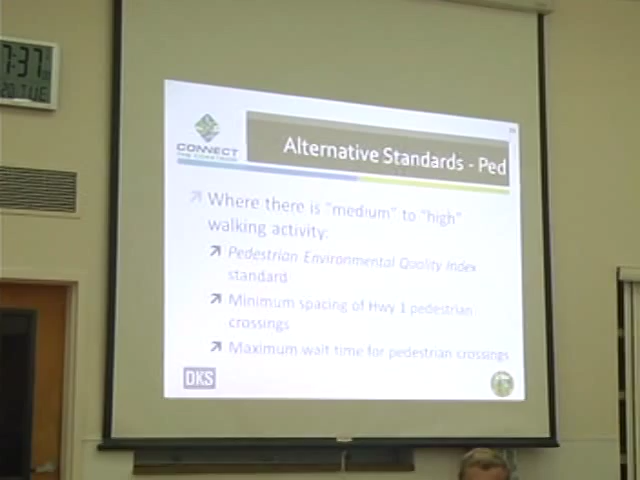 7:37
20 TUE
CONNECT
Alternative Standards - Ped
Where there is "medium" to "high"
walking activity:
Pedestrian Environmental Quality Index
standard
Minimum spacing of Hwy 1 pedestrian
crossings
Maximum wait time for pedestrian crossings
DKS